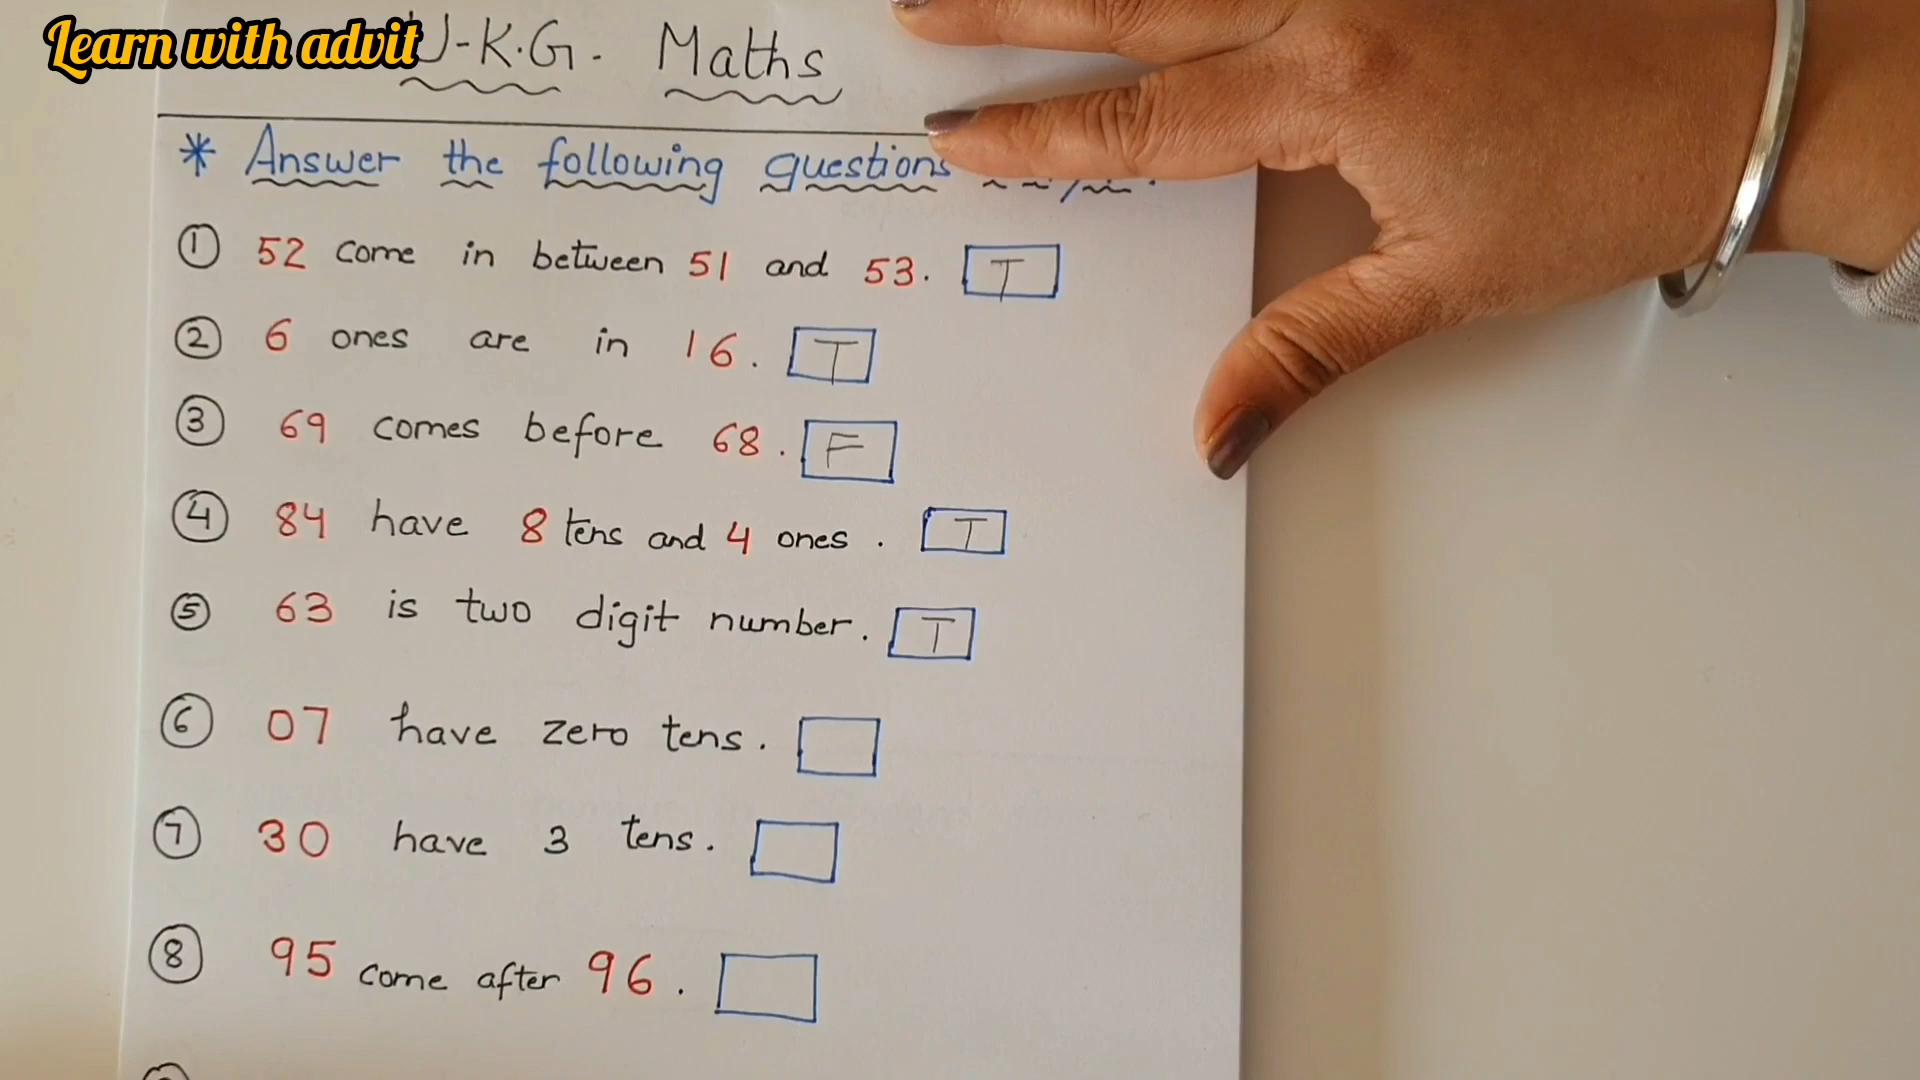 Learn with advit
U-K.G. Maths
* Answer the following questions
① 52 come in between 51 and 53. T
② 6 ones are in 16. T
③ 69 comes before 68. F
④ 84 have 8 tens and 4 ones. T
⑤ 63 is two digit number. T
⑥ 07 have zero tens.
⑦ 30 have 3 tens.
⑧ 95 come after 96.